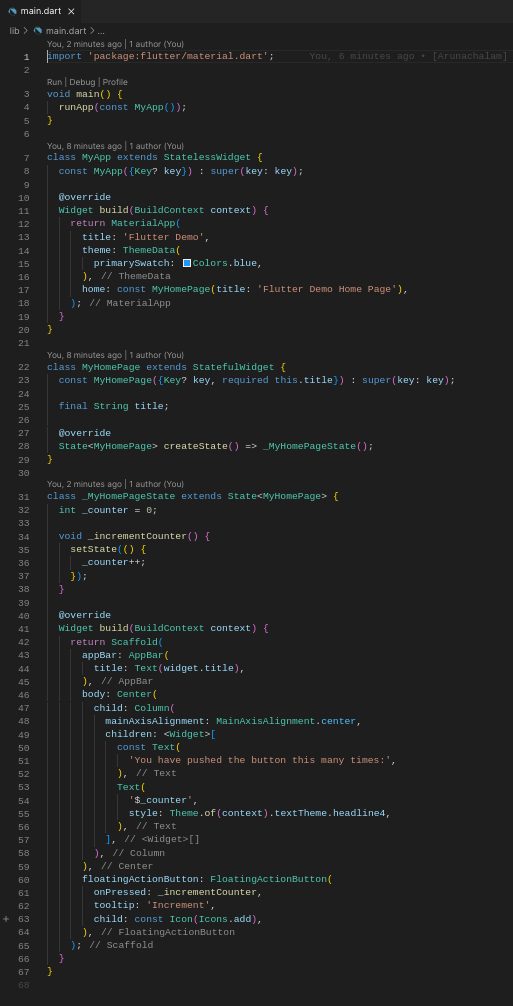 main.dart ×
lib > main.dart > ...
You, 2 minutes ago | 1 author (You)
1 import 'package:flutter/material.dart'; You, 6 minutes ago • [Arunachalam]
2
Run | Debug | Profile
3 void main() {
4 runApp(const MyApp());
5 }
6
You, 8 minutes ago | 1 author (You)
7 class MyApp extends StatelessWidget {
8 const MyApp({Key? key}) : super(key: key);
9
10 @override
11 Widget build(BuildContext context) {
12 return MaterialApp(
13 title: 'Flutter Demo',
14 theme: ThemeData(
15 primarySwatch: Colors.blue,
16 ), // ThemeData
17 home: const MyHomePage(title: 'Flutter Demo Home Page'),
18 ); // MaterialApp
19 }
20 }
21
You, 8 minutes ago | 1 author (You)
22 class MyHomePage extends StatefulWidget {
23 const MyHomePage({Key? key, required this.title}) : super(key: key);
24
25 final String title;
26
27 @override
28 State<MyHomePage> createState() => _MyHomePageState();
29 }
30
You, 2 minutes ago | 1 author (You)
31 class _MyHomePageState extends State<MyHomePage> {
32 int _counter = 0;
33
34 void _incrementCounter() {
35 setState(() {
36 _counter++;
37 });
38 }
39
40 @override
41 Widget build(BuildContext context) {
42 return Scaffold(
43 appBar: AppBar(
44 title: Text(widget.title),
45 ), // AppBar
46 body: Center(
47 child: Column(
48 mainAxisAlignment: MainAxisAlignment.center,
49 children: <Widget>[
50 const Text(
51 'You have pushed the button this many times:',
52 ), // Text
53 Text(
54 '$_counter',
55 style: Theme.of(context).textTheme.headline4,
56 ), // Text
57 ], // <Widget>[]
58 ), // Column
59 ), // Center
60 floatingActionButton: FloatingActionButton(
61 onPressed: _incrementCounter,
62 tooltip: 'Increment',
63 child: const Icon(Icons.add),
64 ), // FloatingActionButton
65 ); // Scaffold
66 }
67 }
68